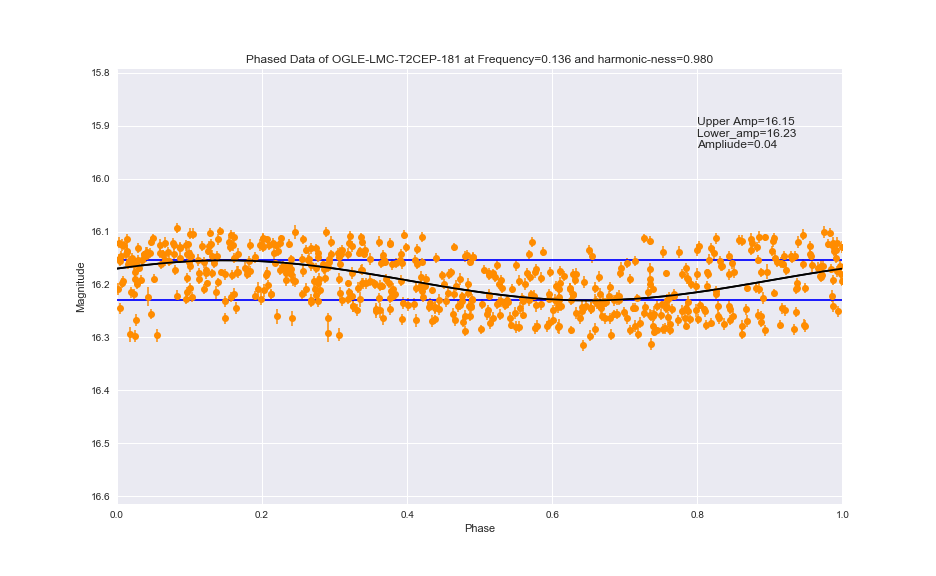 Phased Data of OGLE-LMC-T2CEP-181 at Frequency=0.136 and harmonic-ness=0.980
15.8
15.9
16.0
16.1
16.2
16.3
16.4
16.5
16.6
Magnitude
Upper Amp=16.15
Lower_amp=16.23
Ampliude=0.04
0.0
0.2
0.4
0.6
0.8
1.0
Phase